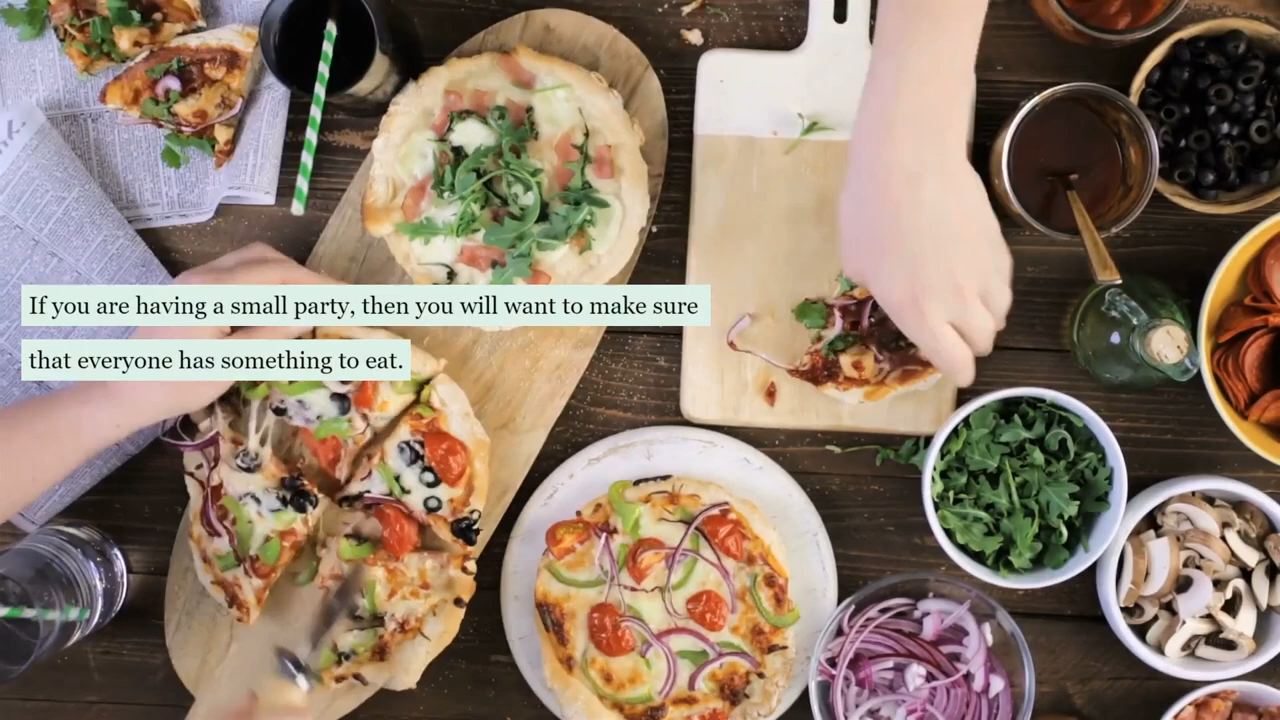 If you are having a small party, then you will want to make sure
that everyone has something to eat.